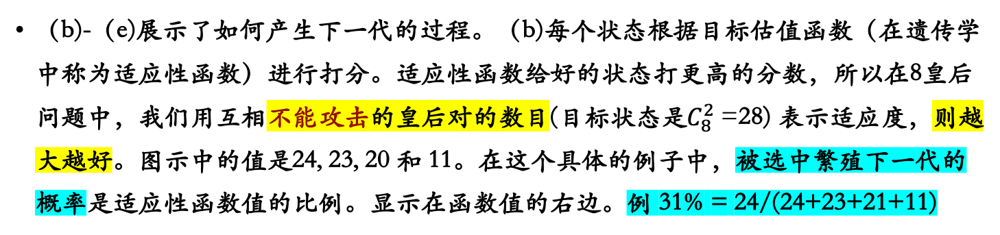 • (b)-（e)展示了如何产生下一代的过程。（b)每个状态根据目标估值函数（在遗传学
中称为适应性函数）进行打分。适应性函数给好的状态打更高的分数，所以在8皇后
问题中，我们用互相不能攻击的皇后对的数目(目标状态是C₈² =28) 表示适应度，则越
大越好。图示中的值是24, 23, 20 和 11。在这个具体的例子中，被选中繁殖下一代的
概率是适应性函数值的比例。显示在函数值的右边。例 31% = 24/(24+23+21+11)